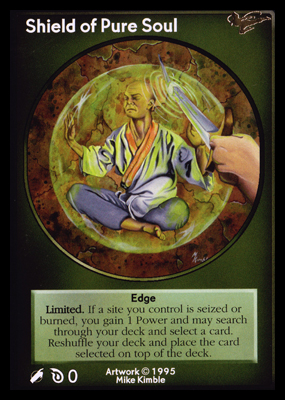 Shield of Pure Soul
Edge
Limited. If a site you control is seized or
burned, you gain 1 Power and may search
through your deck and select a card.
Reshuffle your deck and place the card
selected on top of the deck.
0
Artwork © 1995
Mike Kimble